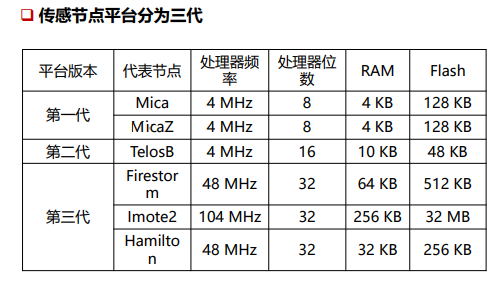 传感节点平台分为三代
平台版本 代表节点 处理器频率 处理器位数 RAM Flash
第一代 Mica 4 MHz 8 4 KB 128 KB
MicaZ 4 MHz 8 4 KB 128 KB
第二代 TelosB 4 MHz 16 10 KB 48 KB
第三代 Firestorm 48 MHz 32 64 KB 512 KB
Imote2 104 MHz 32 256 KB 32 MB
Hamilton 48 MHz 32 32 KB 256 KB